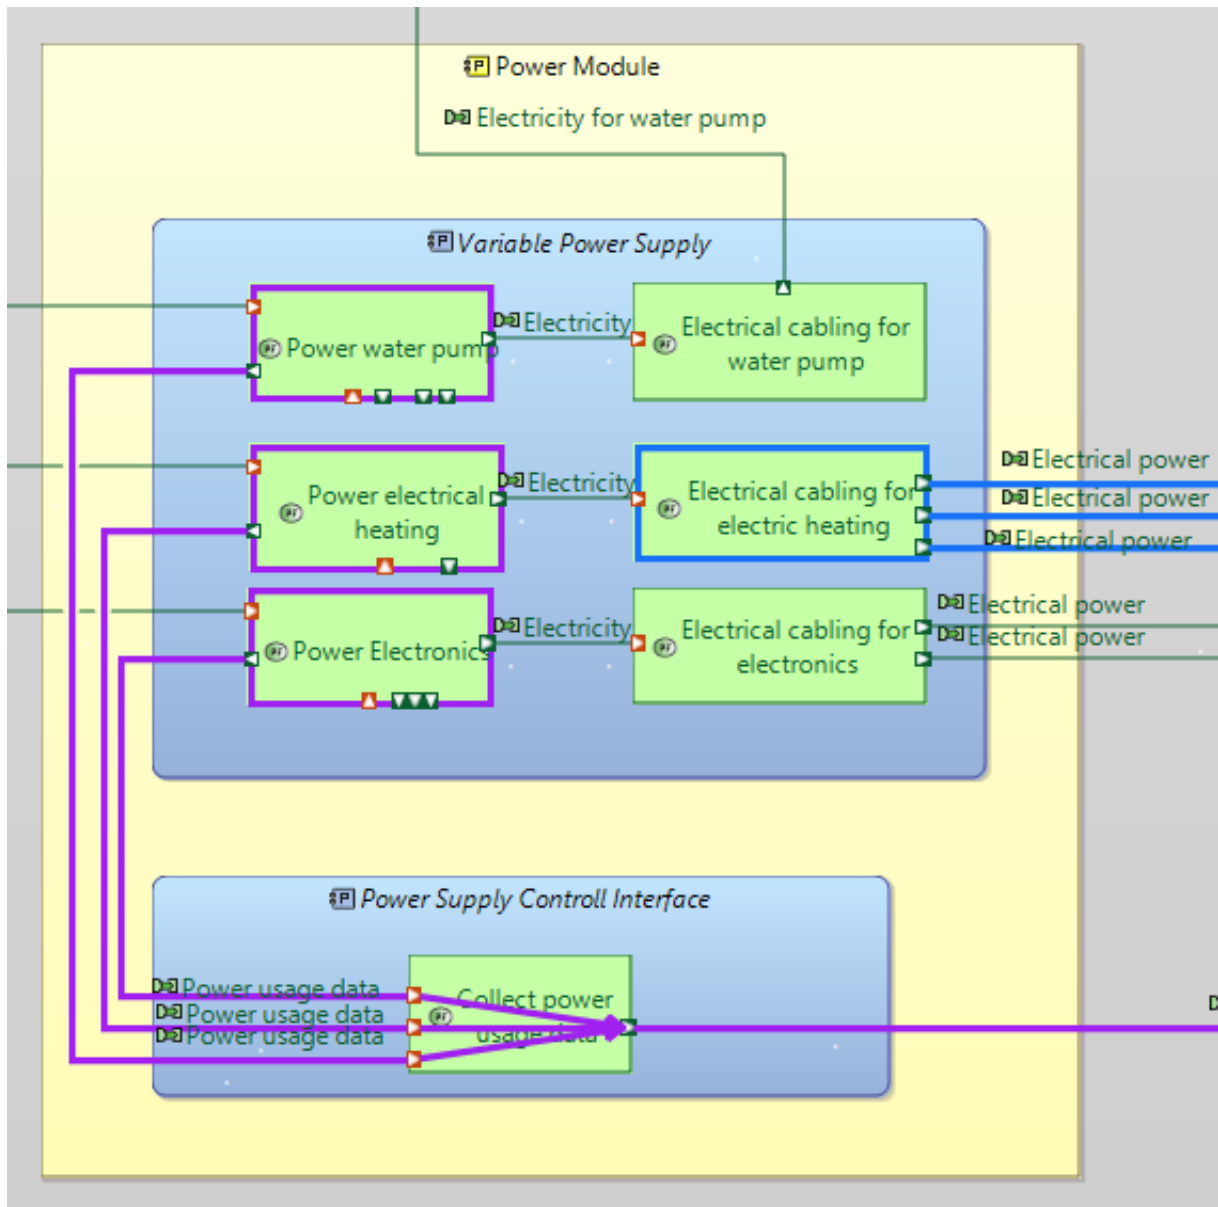 Power Module
Electricity for water pump
Variable Power Supply
Power water pump
Electricity
Electrical cabling for
water pump
Power electrical
heating
Electricity
Electrical cabling for
electric heating
Electrical power
Electrical power
Electrical power
Power Electronics
Electricity
Electrical cabling for
electronics
Electrical power
Electrical power
Power Supply Controll Interface
Power usage data
Power usage data
Power usage data
Collect power
usage data